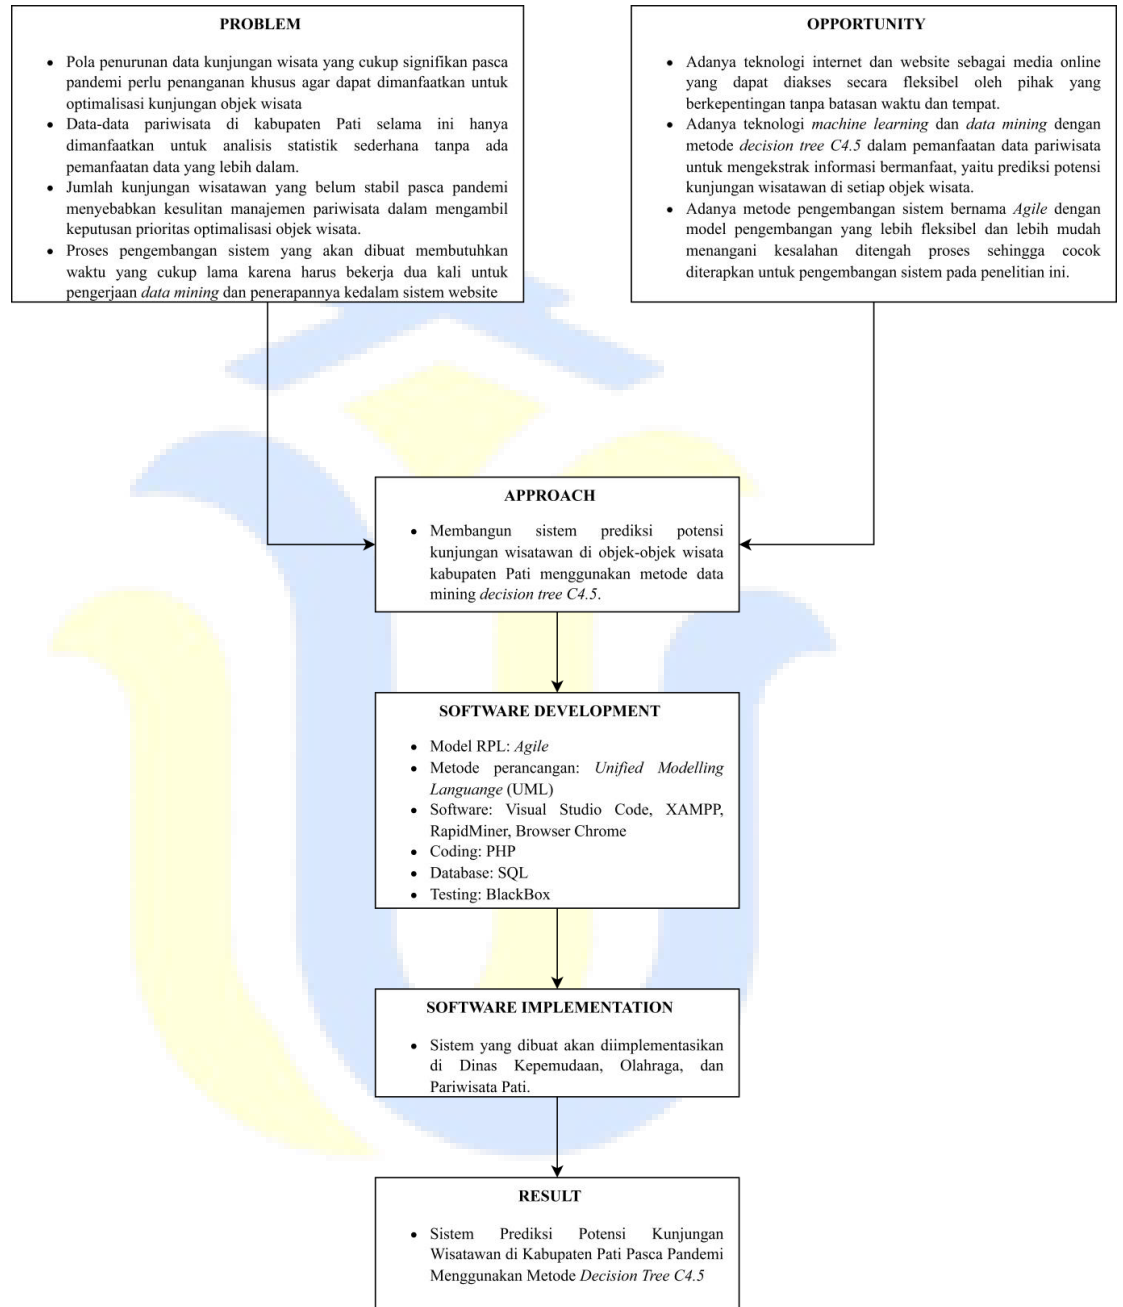 PROBLEM
• Pola penurunan data kunjungan wisata yang cukup signifikan pasca
pandemi perlu penanganan khusus agar dapat dimanfaatkan untuk
optimalisasi kunjungan objek wisata
• Data-data pariwisata di kabupaten Pati selama ini hanya
dimanfaatkan untuk analisis statistik sederhana tanpa ada
pemanfaatan data yang lebih dalam.
• Jumlah kunjungan wisatawan yang belum stabil pasca pandemi
menyebabkan kesulitan manajemen pariwisata dalam mengambil
keputusan prioritas optimalisasi objek wisata.
• Proses pengembangan sistem yang akan dibuat membutuhkan
waktu yang cukup lama karena harus bekerja dua kali untuk
pengerjaan data mining dan penerapannya kedalam sistem website
OPPORTUNITY
• Adanya teknologi internet dan website sebagai media online
yang dapat diakses secara fleksibel oleh pihak yang
berkepentingan tanpa batasan waktu dan tempat.
• Adanya teknologi machine learning dan data mining dengan
metode decision tree C4.5 dalam pemanfaatan data pariwisata
untuk mengekstrak informasi bermanfaat, yaitu prediksi potensi
kunjungan wisatawan di setiap objek wisata.
• Adanya metode pengembangan sistem bernama Agile dengan
model pengembangan yang lebih fleksibel dan lebih mudah
menangani kesalahan ditengah proses sehingga cocok
diterapkan untuk pengembangan sistem pada penelitian ini.
APPROACH
• Membangun sistem prediksi potensi
kunjungan wisatawan di objek-objek wisata
kabupaten Pati menggunakan metode data
mining decision tree C4.5.
SOFTWARE DEVELOPMENT
• Model RPL: Agile
• Metode perancangan: Unified Modelling
Languange (UML)
• Software: Visual Studio Code, XAMPP,
RapidMiner, Browser Chrome
• Coding: PHP
• Database: SQL
• Testing: BlackBox
SOFTWARE IMPLEMENTATION
• Sistem yang dibuat akan diimplementasikan
di Dinas Kepemudaan, Olahraga, dan
Pariwisata Pati.
RESULT
• Sistem Prediksi Potensi Kunjungan
Wisatawan di Kabupaten Pati Pasca Pandemi
Menggunakan Metode Decision Tree C4.5